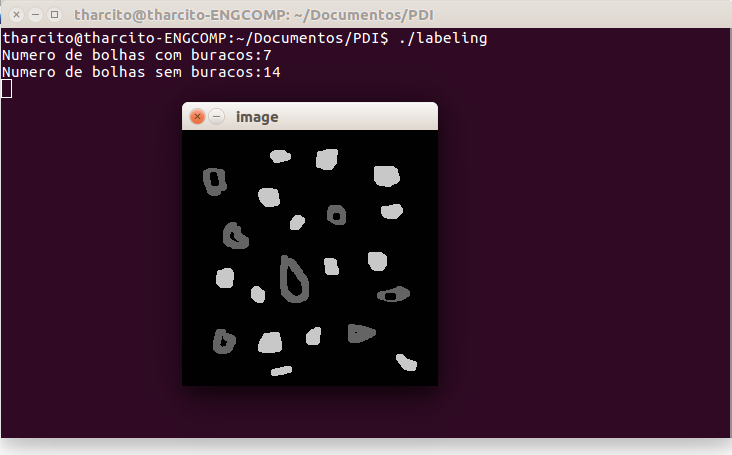 tharcito@tharcito-ENGCOMP: ~/Documentos/PDI
tharcito@tharcito-ENGCOMP:~/Documentos/PDI$ ./labeling
Numero de bolhas com buracos:7
Numero de bolhas sem buracos:14
image